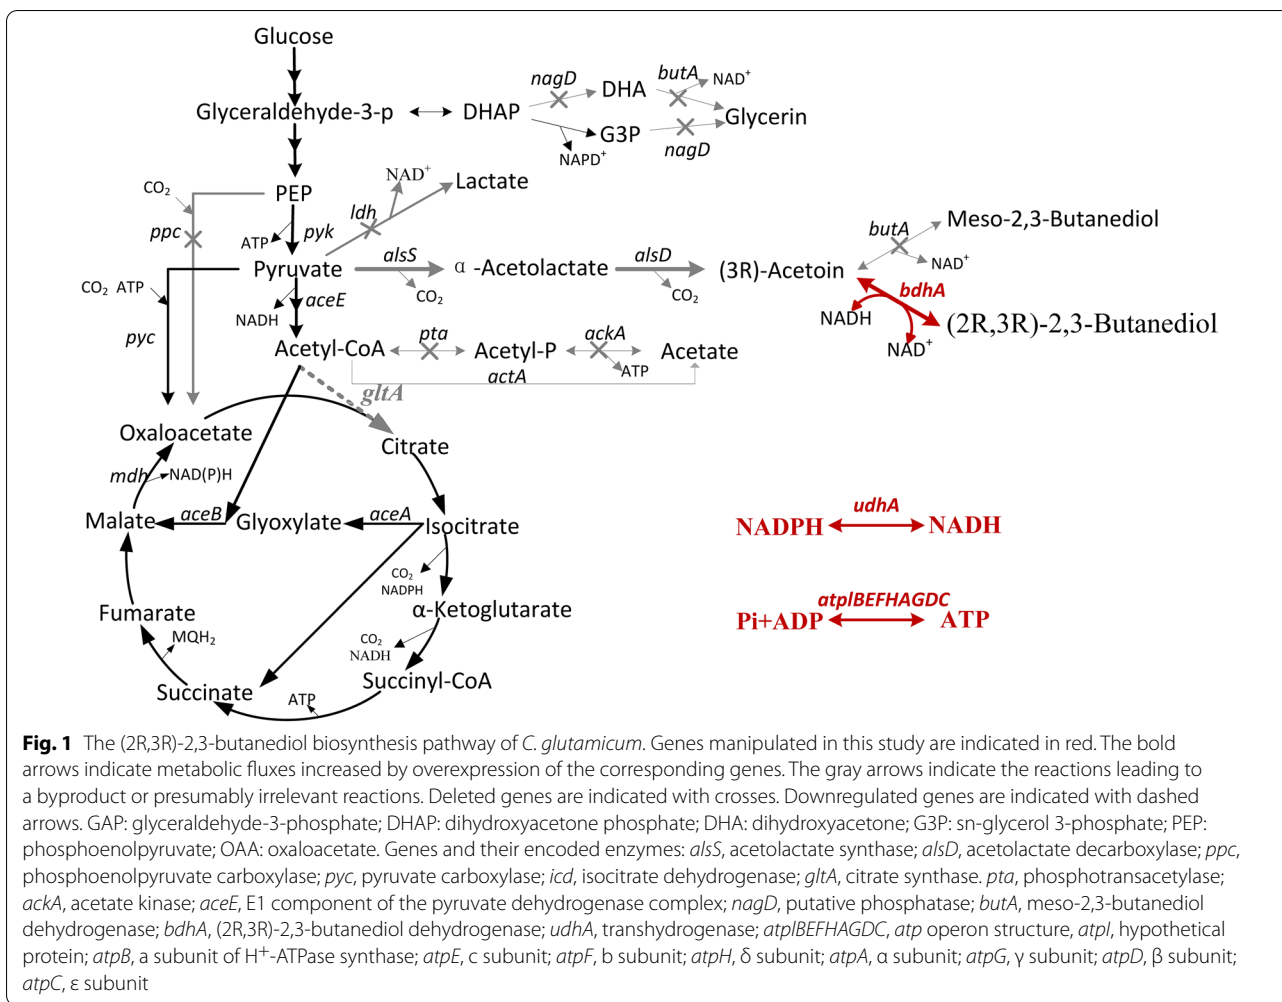 Glucose
Glyceraldehyde-3-p
DHAP
nagD
DHA
butA
NAD⁺
Glycerin
G3P
nagD
NAPD⁺
CO₂
PEP
NAD⁺
Lactate
ldh
ppc
ATP
pyk
Pyruvate
alsS
α -Acetolactate
alsD
(3R)-Acetoin
butA
Meso-2,3-Butanediol
NAD⁺
CO₂
CO₂
CO₂ ATP
aceE
NADH
bdhA
NADH
(2R,3R)-2,3-Butanediol
NAD⁺
pyc
Acetyl-CoA
pta
Acetyl-P
ackA
Acetate
ATP
actA
gltA
Oxaloacetate
Citrate
mdh
NAD(P)H
Malate
aceB
Glyoxylate
aceA
Isocitrate
CO₂
NADPH
Fumarate
α-Ketoglutarate
MQH₂
CO₂
NADH
Succinate
ATP
Succinyl-CoA
udhA
NADPH
NADH
atpIBEFHAGDC
Pi+ADP
ATP
Fig. 1 The (2R,3R)-2,3-butanediol biosynthesis pathway of C. glutamicum. Genes manipulated in this study are indicated in red. The bold
arrows indicate metabolic fluxes increased by overexpression of the corresponding genes. The gray arrows indicate the reactions leading to
a byproduct or presumably irrelevant reactions. Deleted genes are indicated with crosses. Downregulated genes are indicated with dashed
arrows. GAP: glyceraldehyde-3-phosphate; DHAP: dihydroxyacetone phosphate; DHA: dihydroxyacetone; G3P: sn-glycerol 3-phosphate; PEP:
phosphoenolpyruvate; OAA: oxaloacetate. Genes and their encoded enzymes: alsS, acetolactate synthase; alsD, acetolactate decarboxylase; ppc,
phosphoenolpyruvate carboxylase; pyc, pyruvate carboxylase; icd, isocitrate dehydrogenase; gltA, citrate synthase. pta, phosphotransacetylase;
ackA, acetate kinase; aceE, E1 component of the pyruvate dehydrogenase complex; nagD, putative phosphatase; butA, meso-2,3-butanediol
dehydrogenase; bdhA, (2R,3R)-2,3-butanediol dehydrogenase; udhA, transhydrogenase; atpIBEFHAGDC, atp operon structure, atpI, hypothetical
protein; atpB, a subunit of H⁺-ATPase synthase; atpE, c subunit; atpF, b subunit; atpH, δ subunit; atpA, α subunit; atpG, γ subunit; atpD, β subunit;
atpC, ε subunit